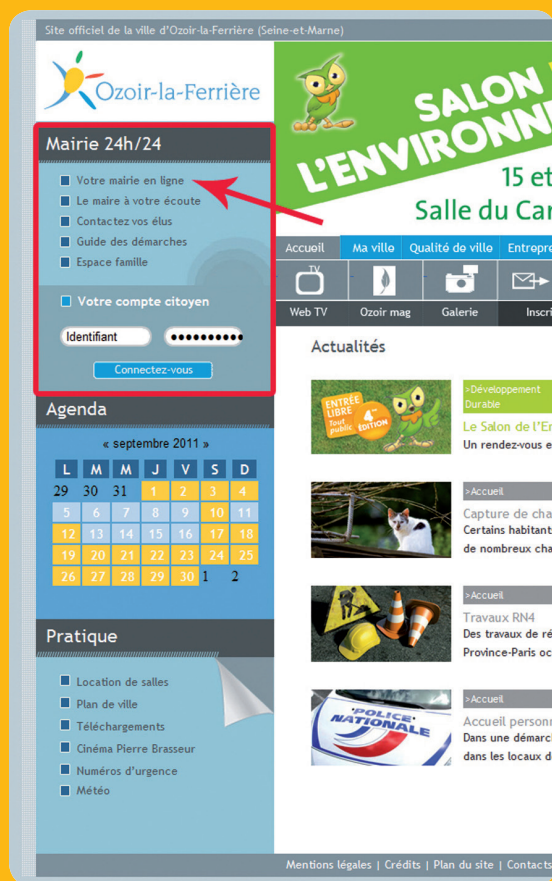 Site officiel de la ville d'Ozoir-la-Ferrière (Seine-et-Marne)
Ozoir-la-Ferrière
SALON
L'ENVIRONN
15 et
Salle du Car
Mairie 24h/24
Votre mairie en ligne
Le maire à votre écoute
Contactez vos élus
Guide des démarches
Espace famille
Votre compte citoyen
Identifiant ••••••••••
Connectez-vous
Accueil Ma ville Qualité de ville Entrepre
TV
Web TV Ozoir mag Galerie Inscri
Agenda
« septembre 2011 »
L M M J V S D
29 30 31 1 2 3 4
5 6 7 8 9 10 11
12 13 14 15 16 17 18
19 20 21 22 23 24 25
26 27 28 29 30 1 2
Pratique
Location de salles
Plan de ville
Téléchargements
Cinéma Pierre Brasseur
Numéros d'urgence
Météo
Actualités
ENTRÉE
LIBRE
Tout
public
4ème
ÉDITION
>Développement
Durable
Le Salon de l'En
Un rendez-vous e
>Accueil
Capture de cha
Certains habitant
de nombreux cha
>Accueil
Travaux RN4
Des travaux de ré
Province-Paris oc
POLICE
NATIONALE
>Accueil
Accueil personn
Dans une démarch
dans les locaux d
Mentions légales | Crédits | Plan du site | Contacts